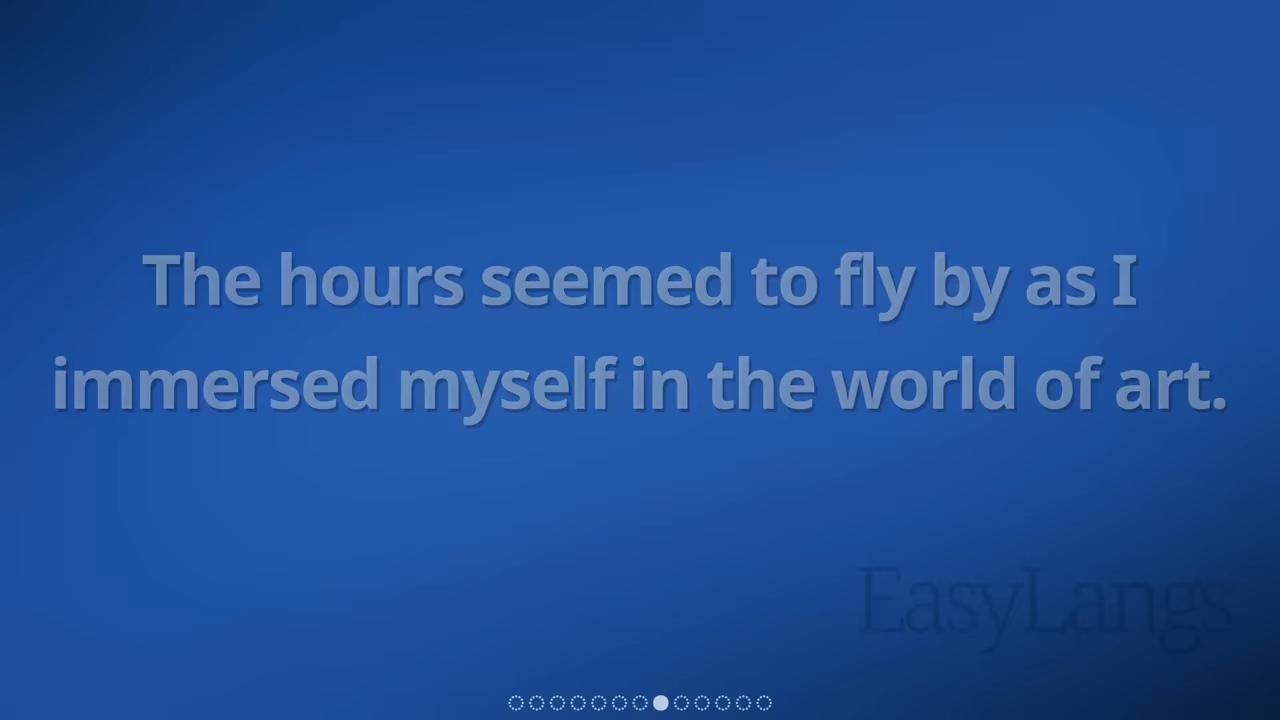 The hours seemed to fly by as I
immersed myself in the world of art.
EasyLangs